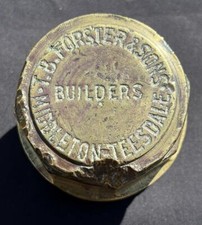 T.B. FORSTER & SONS
BUILDERS
MIDDLETON-TEESDALE